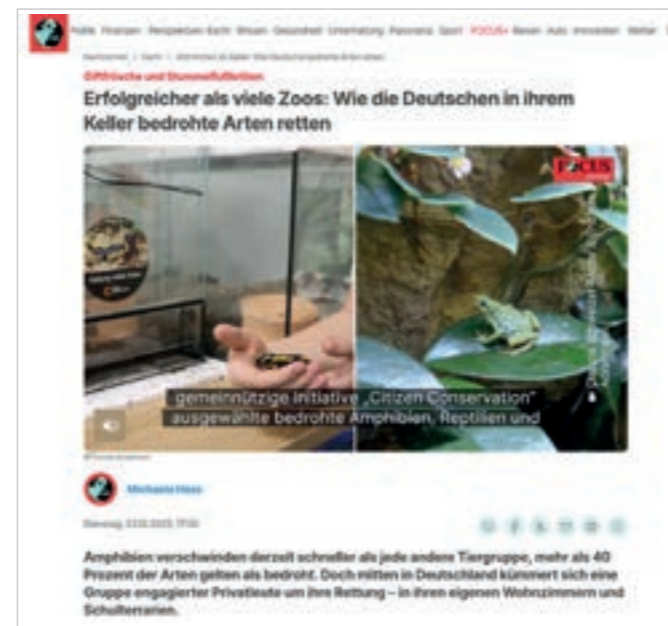 Politik Finanzen Perspektiven Earth Wissen Gesundheit Unterhaltung Panorama Sport FOCUS+ Reisen Auto Immobilien Wetter
Giftfrösche und Stummelfußkröten
Erfolgreicher als viele Zoos: Wie die Deutschen in ihrem
Keller bedrohte Arten retten
FOCUS
gemeinnützige Initiative „Citizen Conservation"
ausgewählte bedrohte Amphibien, Reptilien und
Amphibien verschwinden derzeit schneller als jede andere Tiergruppe, mehr als 40
Prozent der Arten gelten als bedroht. Doch mitten in Deutschland kümmert sich eine
Gruppe engagierter Privatleute um ihre Rettung – in ihren eigenen Wohnzimmern und
Schulterrarien.